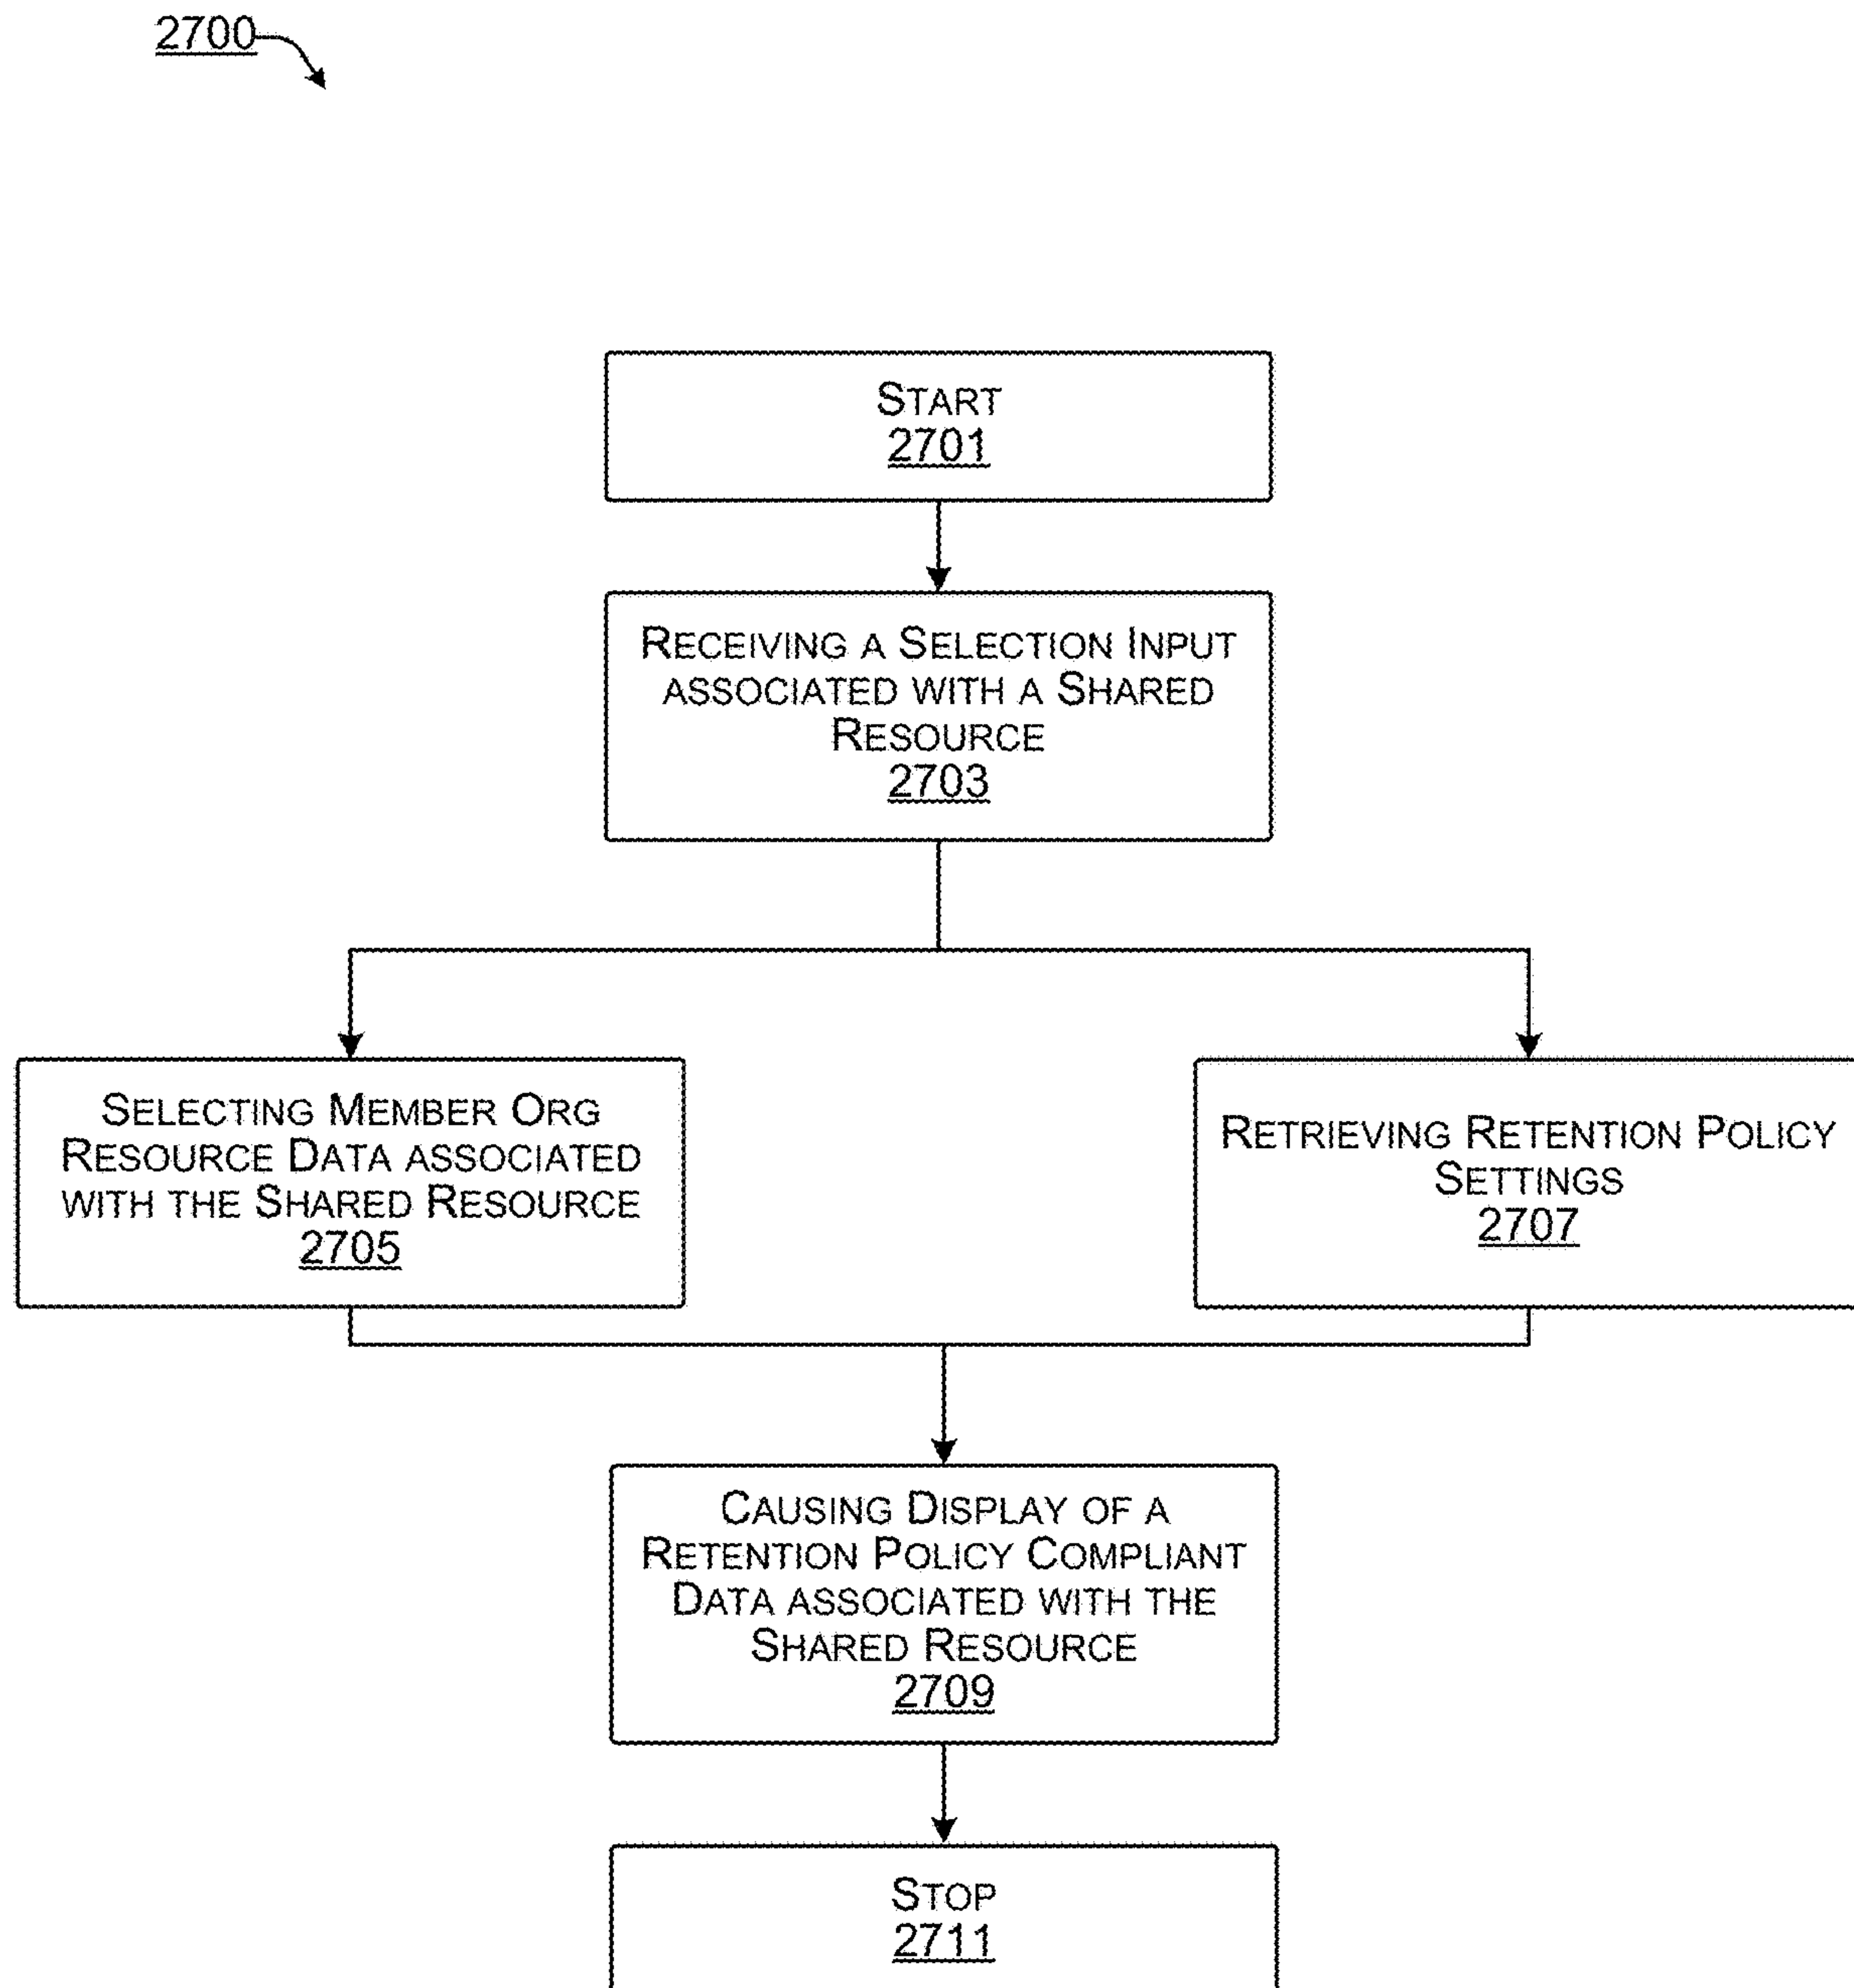 2700
START
2701
RECEIVING A SELECTION INPUT
ASSOCIATED WITH A SHARED
RESOURCE
2703
SELECTING MEMBER ORG
RESOURCE DATA ASSOCIATED
WITH THE SHARED RESOURCE
2705
RETRIEVING RETENTION POLICY
SETTINGS
2707
CAUSING DISPLAY OF A
RETENTION POLICY COMPLIANT
DATA ASSOCIATED WITH THE
SHARED RESOURCE
2709
STOP
2711